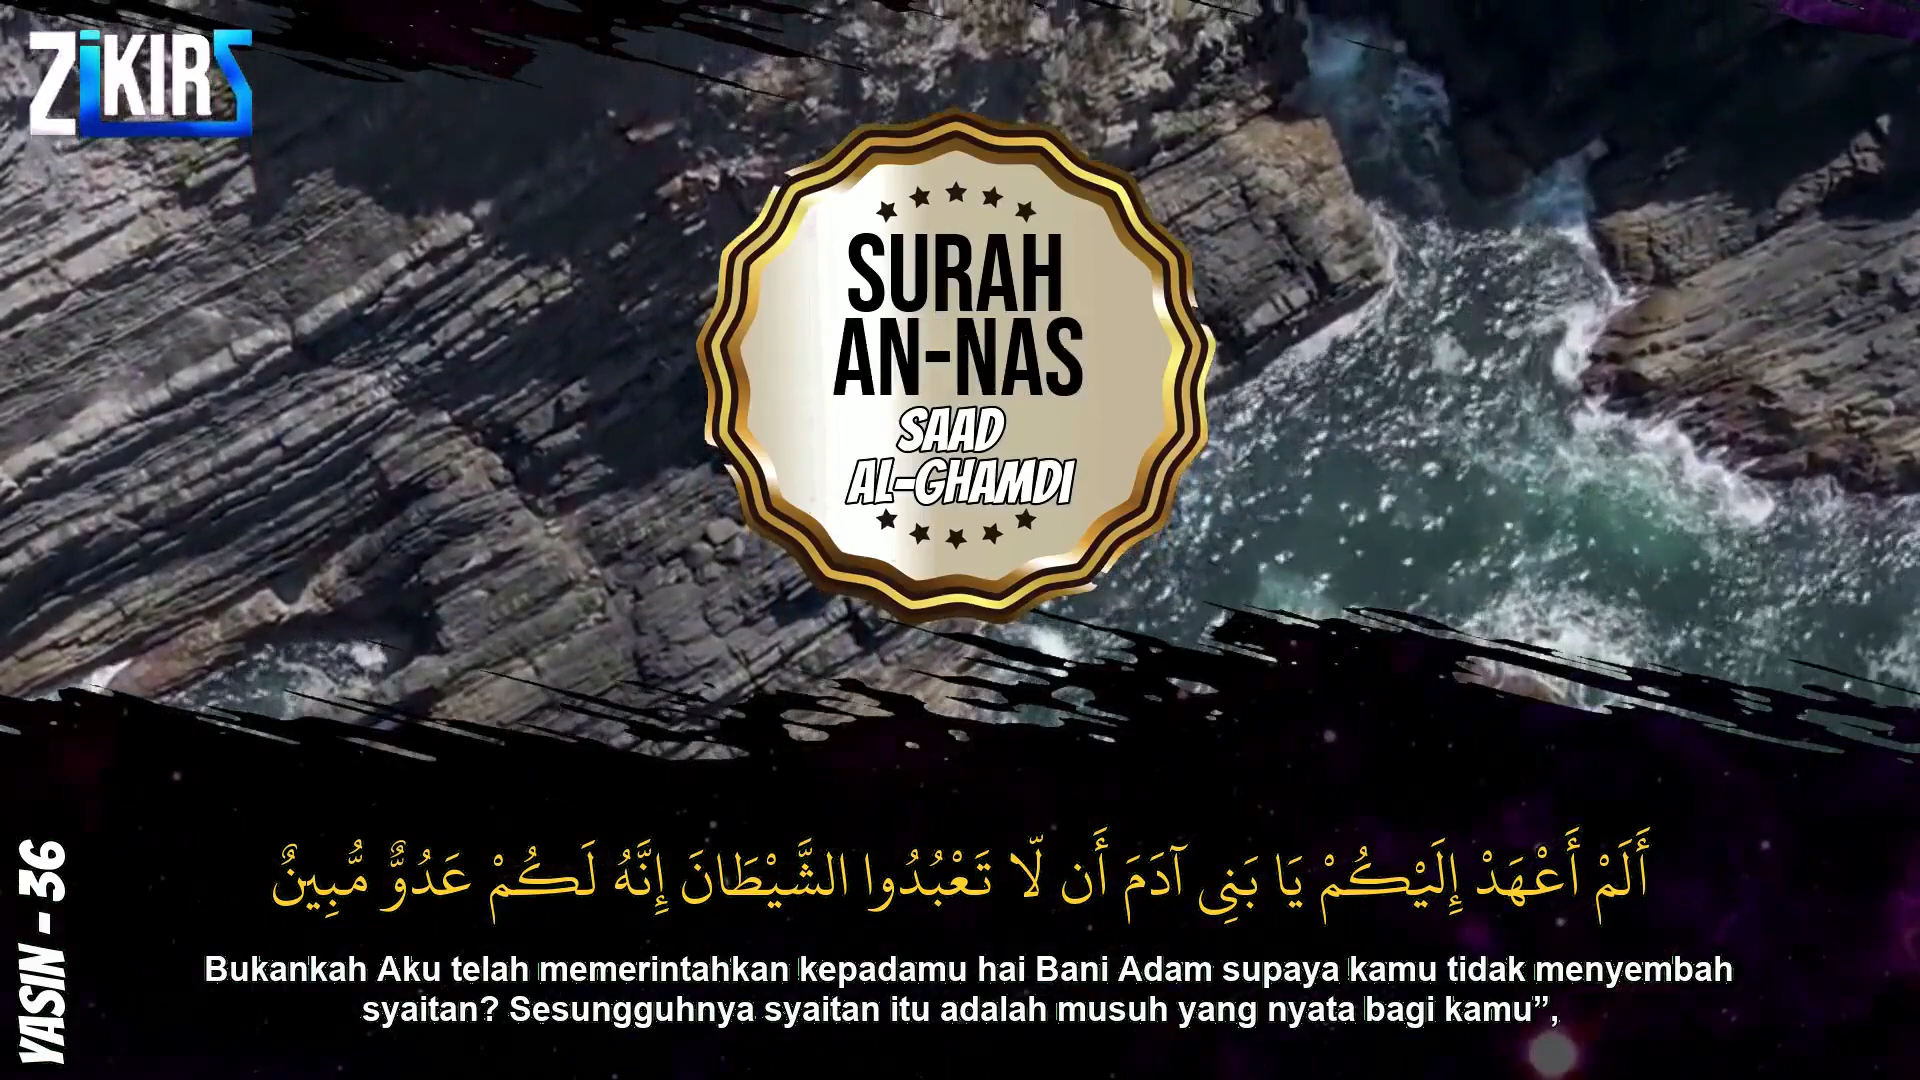 ZiKIRS
SURAH
AN-NAS
SAAD
AL-GHAMDI
أَلَمْ أَعْهَدْ إِلَيْكُمْ يَا بَنِى آدَمَ أَن لّا تَعْبُدُوا الشَّيْطَانَ إِنَّهُ لَكُمْ عَدُوٌّ مُّبِينٌ
Bukankah Aku telah memerintahkan kepadamu hai Bani Adam supaya kamu tidak menyembah
syaitan? Sesungguhnya syaitan itu adalah musuh yang nyata bagi kamu”,
YASIN - 36